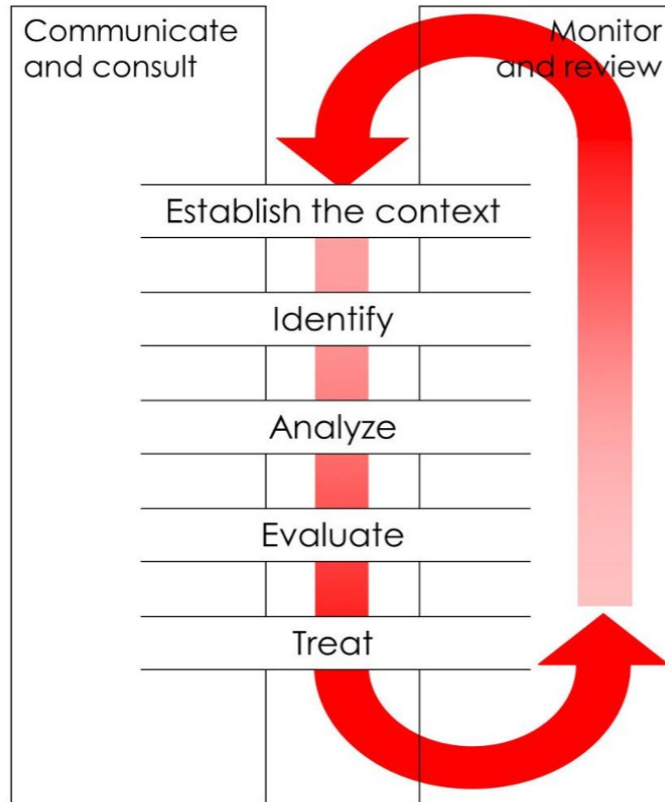 Communicate
and consult
Monitor
and review
Establish the context
Identify
Analyze
Evaluate
Treat